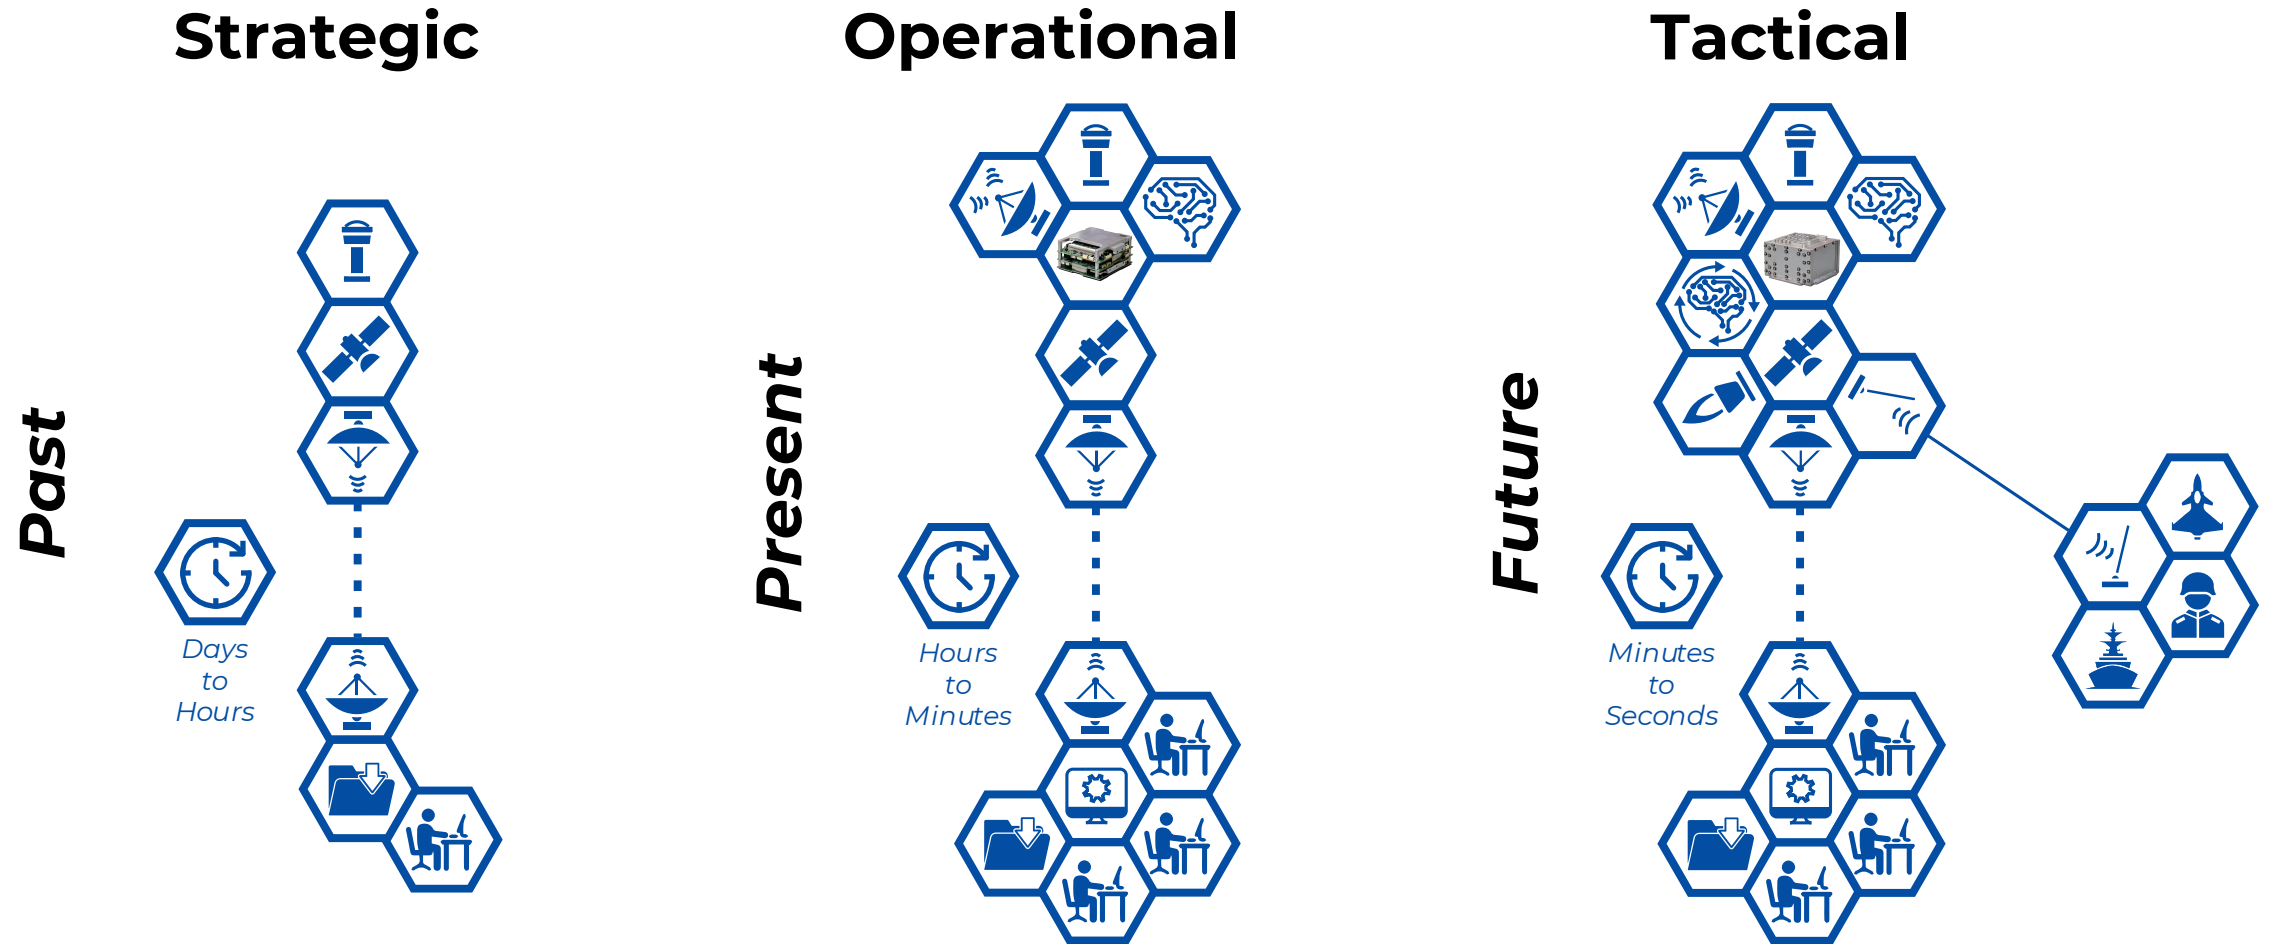 Strategic
Operational
Tactical
Past
Present
Future
Days
to
Hours
Hours
to
Minutes
Minutes
to
Seconds